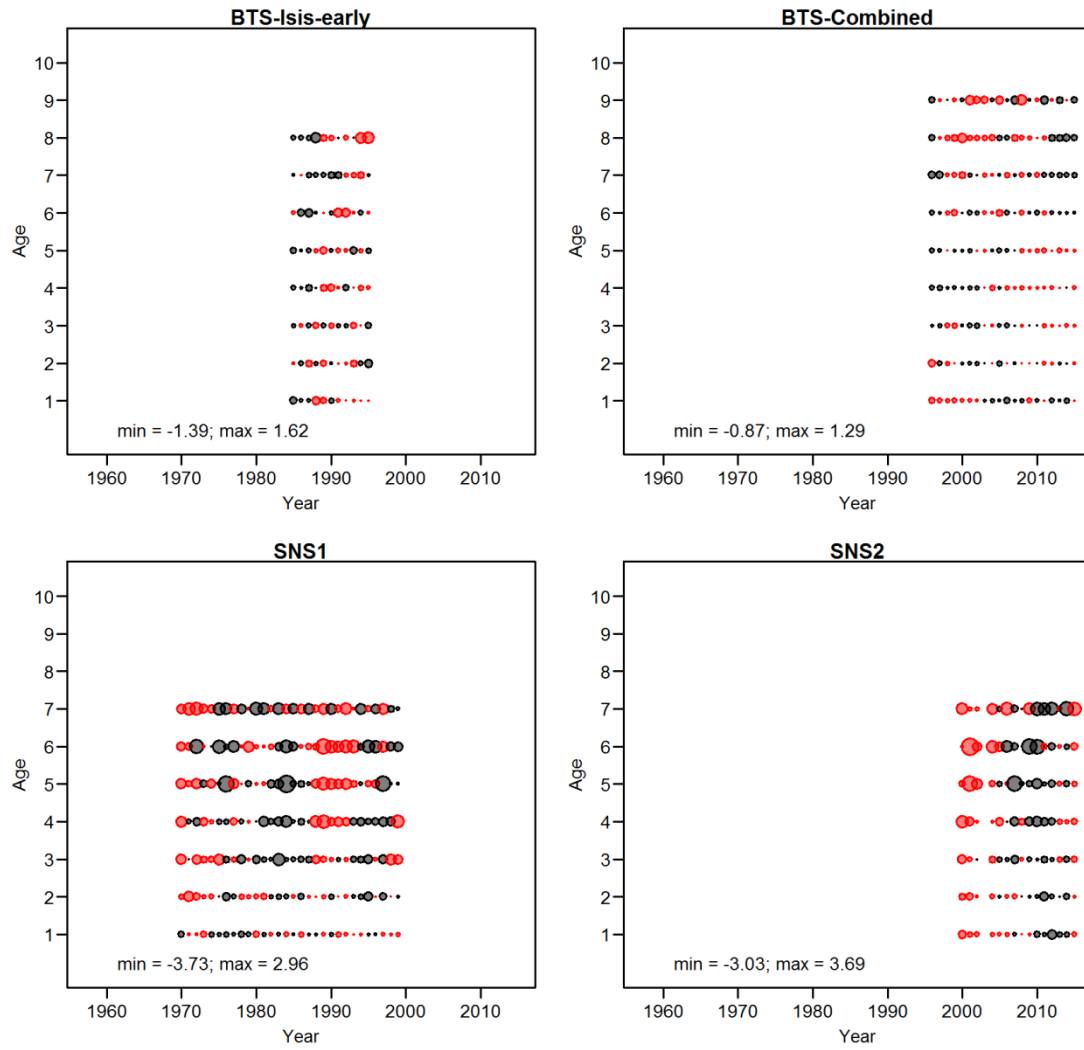 BTS-Isis-early
10
9
8
7
6
5
4
3
2
1
Age
min = -1.39; max = 1.62
1960 1970 1980 1990 2000 2010
Year
BTS-Combined
10
9
8
7
6
5
4
3
2
1
Age
min = -0.87; max = 1.29
1960 1970 1980 1990 2000 2010
Year
SNS1
10
9
8
7
6
5
4
3
2
1
Age
min = -3.73; max = 2.96
1960 1970 1980 1990 2000 2010
Year
SNS2
10
9
8
7
6
5
4
3
2
1
Age
min = -3.03; max = 3.69
1960 1970 1980 1990 2000 2010
Year